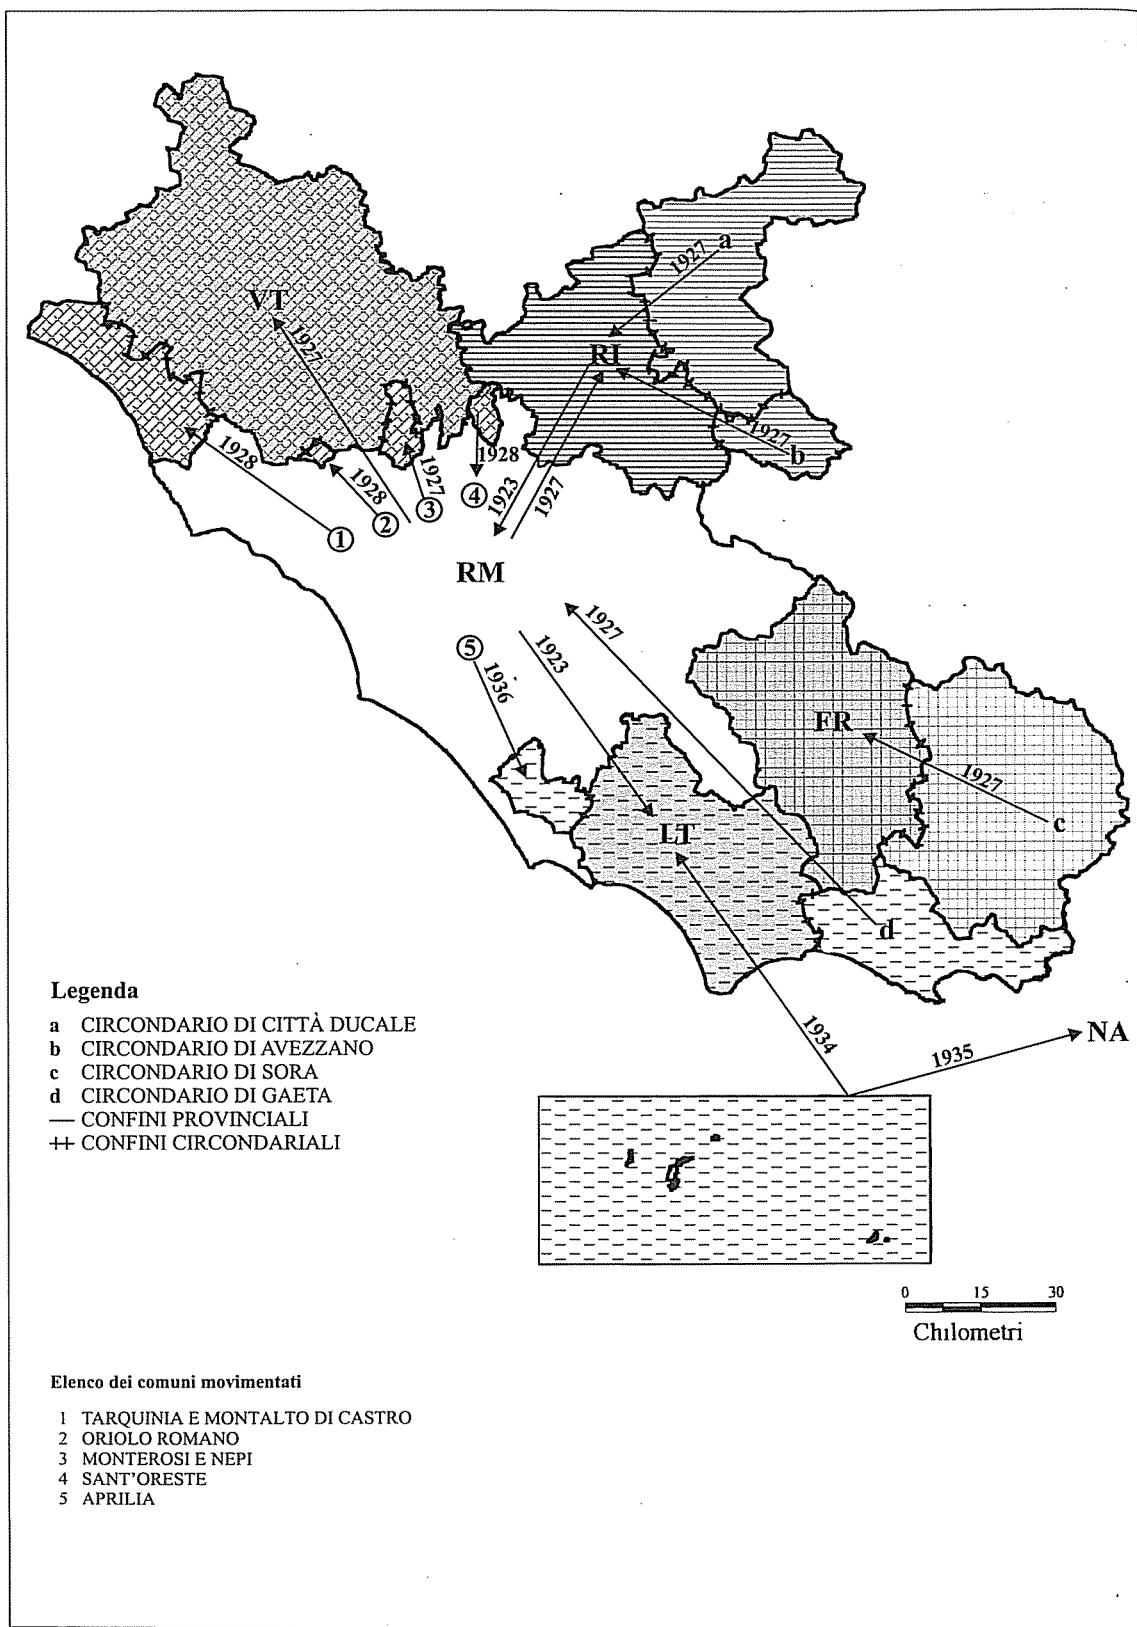 a
1927
VT
1927
RI
1927
b
1928
1928
1927
1928
1923
1927
4
3
2
1
RM
1927
5
1923
1936
FR
1927
c
LT
d
Legenda
a CIRCONDARIO DI CITTÀ DUCALE
b CIRCONDARIO DI AVEZZANO
c CIRCONDARIO DI SORA
d CIRCONDARIO DI GAETA
CONFINI PROVINCIALI
CONFINI CIRCONDARIALI
1934
1935
NA
0 15 30
Chilometri
Elenco dei comuni movimentati
1 TARQUINIA E MONTALTO DI CASTRO
2 ORIOLO ROMANO
3 MONTEROSI E NEPI
4 SANT'ORESTE
5 APRILIA